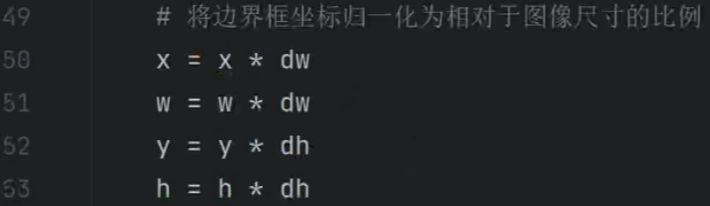 49 # 将边界框坐标归一化为相对于图像尺寸的比例
50 x = x * dw
51 w = w * dw
52 y = y * dh
53 h = h * dh